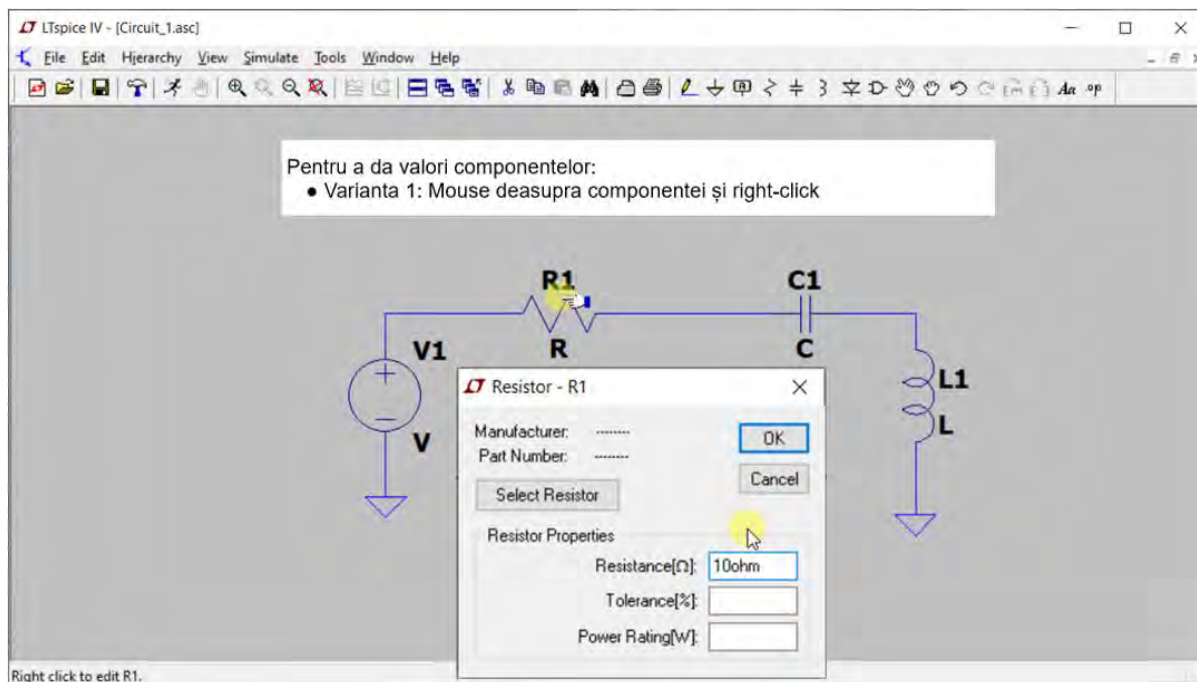 LTspice IV - [Circuit_1.asc]
File Edit Hierarchy View Simulate Tools Window Help
Aa .op
Pentru a da valori componentelor:
● Varianta 1: Mouse deasupra componentei și right-click
R1
C1
V1
R
C
L1
V
L
Resistor - R1
Manufacturer: --------
OK
Part Number: --------
Cancel
Select Resistor
Resistor Properties
Resistance[Ω]: 10ohm
Tolerance[%]:
Power Rating[W]:
Right click to edit R1.